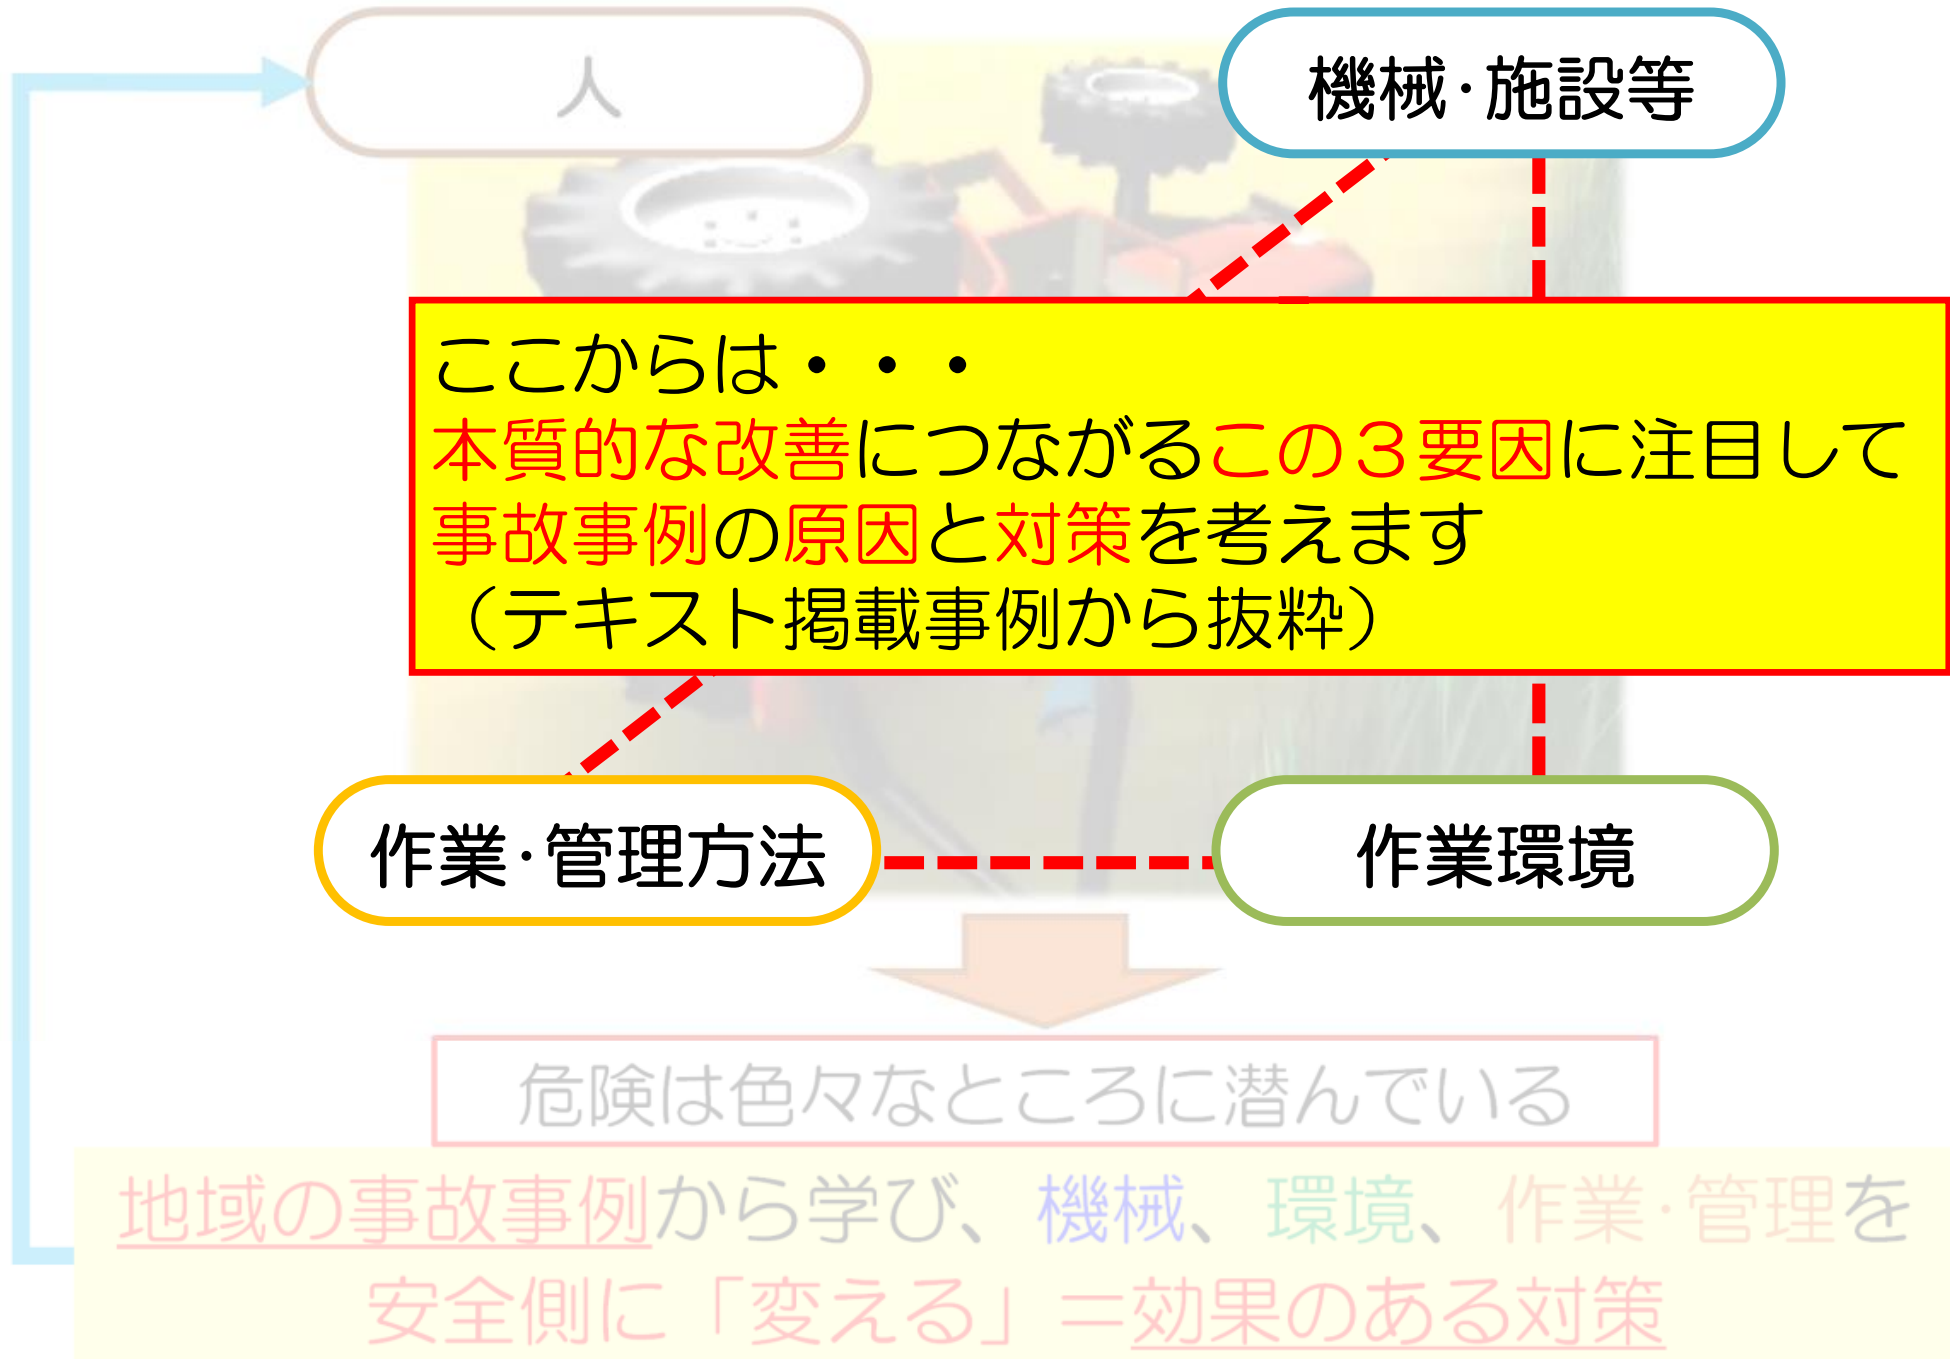 人
機械・施設等
ここからは・・・
本質的な改善につながるこの３要因に注目して
事故事例の原因と対策を考えます
（テキスト掲載事例から抜粋）
作業・管理方法
作業環境
危険は色々なところに潜んでいる
地域の事故事例から学び、機械、環境、作業・管理を
安全側に「変える」＝効果のある対策